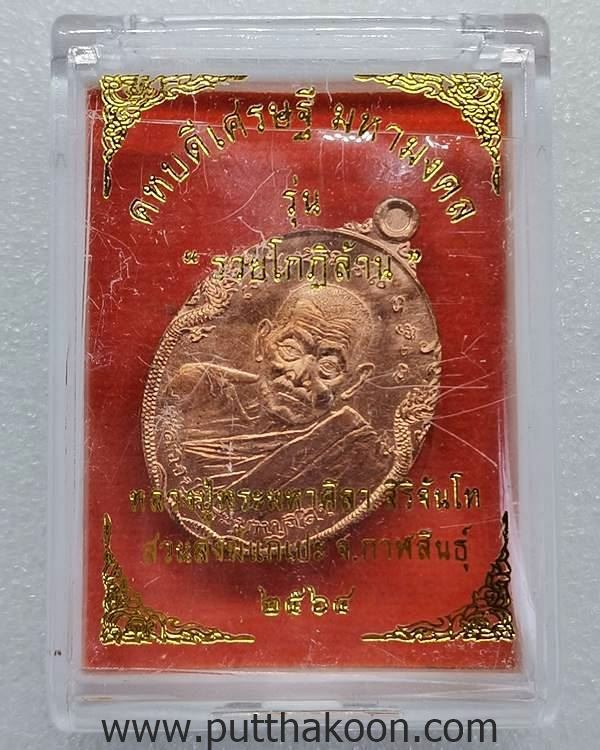 คหบดีเศรษฐี มหามงคล
รุ่น
“ รวยโกฏิล้าน ”
หลวงปู่พระมหาศิลา สิริจันโท
สวนสงฆ์แกเปะ จ.กาฬสินธุ์
๒๕๖๔
www.putthakoon.com